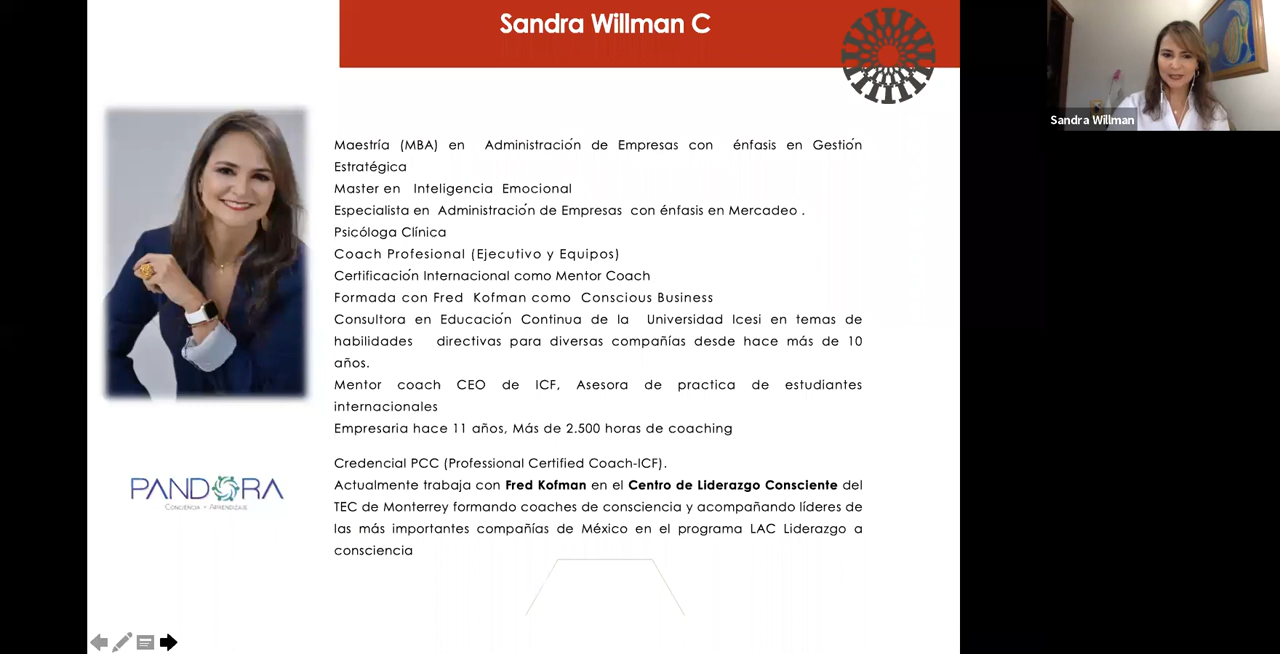 Sandra Willman C
Sandra Willman
Maestría (MBA) en Administración de Empresas con énfasis en Gestión
Estratégica
Master en Inteligencia Emocional
Especialista en Administración de Empresas con énfasis en Mercadeo .
Psicóloga Clínica
Coach Profesional (Ejecutivo y Equipos)
Certificación Internacional como Mentor Coach
Formada con Fred Kofman como Conscious Business
Consultora en Educación Continua de la Universidad Icesi en temas de
habilidades directivas para diversas compañías desde hace más de 10
años.
Mentor coach CEO de ICF, Asesora de practica de estudiantes
internacionales
Empresaria hace 11 años, Más de 2.500 horas de coaching
Credencial PCC (Professional Certified Coach-ICF).
Actualmente trabaja con Fred Kofman en el Centro de Liderazgo Consciente del
TEC de Monterrey formando coaches de consciencia y acompañando líderes de
las más importantes compañías de México en el programa LAC Liderazgo a
consciencia
PANDORA
Conciencia + Aprendizaje